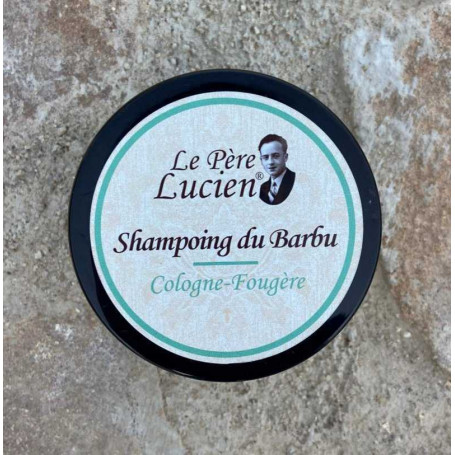 Le Père
Lucien®
Shampoing du Barbu
Cologne-Fougère